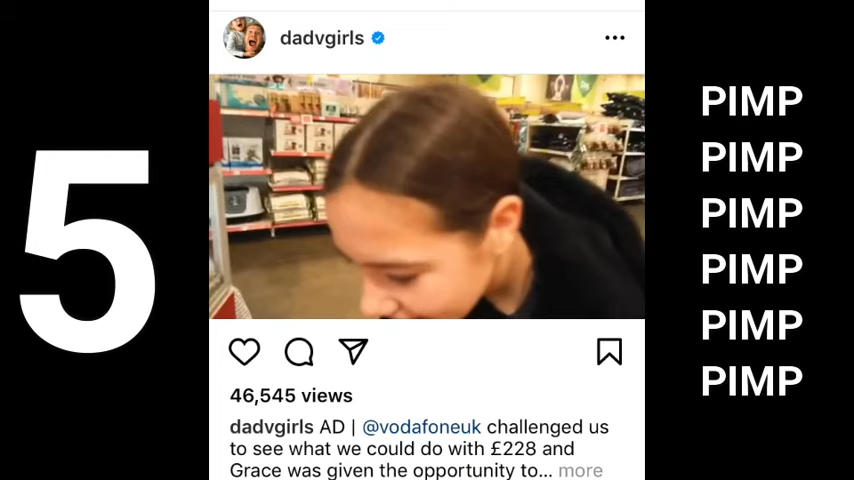 5
dadvgirls
46,545 views
dadvgirls AD | @vodafoneuk challenged us
to see what we could do with £228 and
Grace was given the opportunity to... more
PIMP
PIMP
PIMP
PIMP
PIMP
PIMP